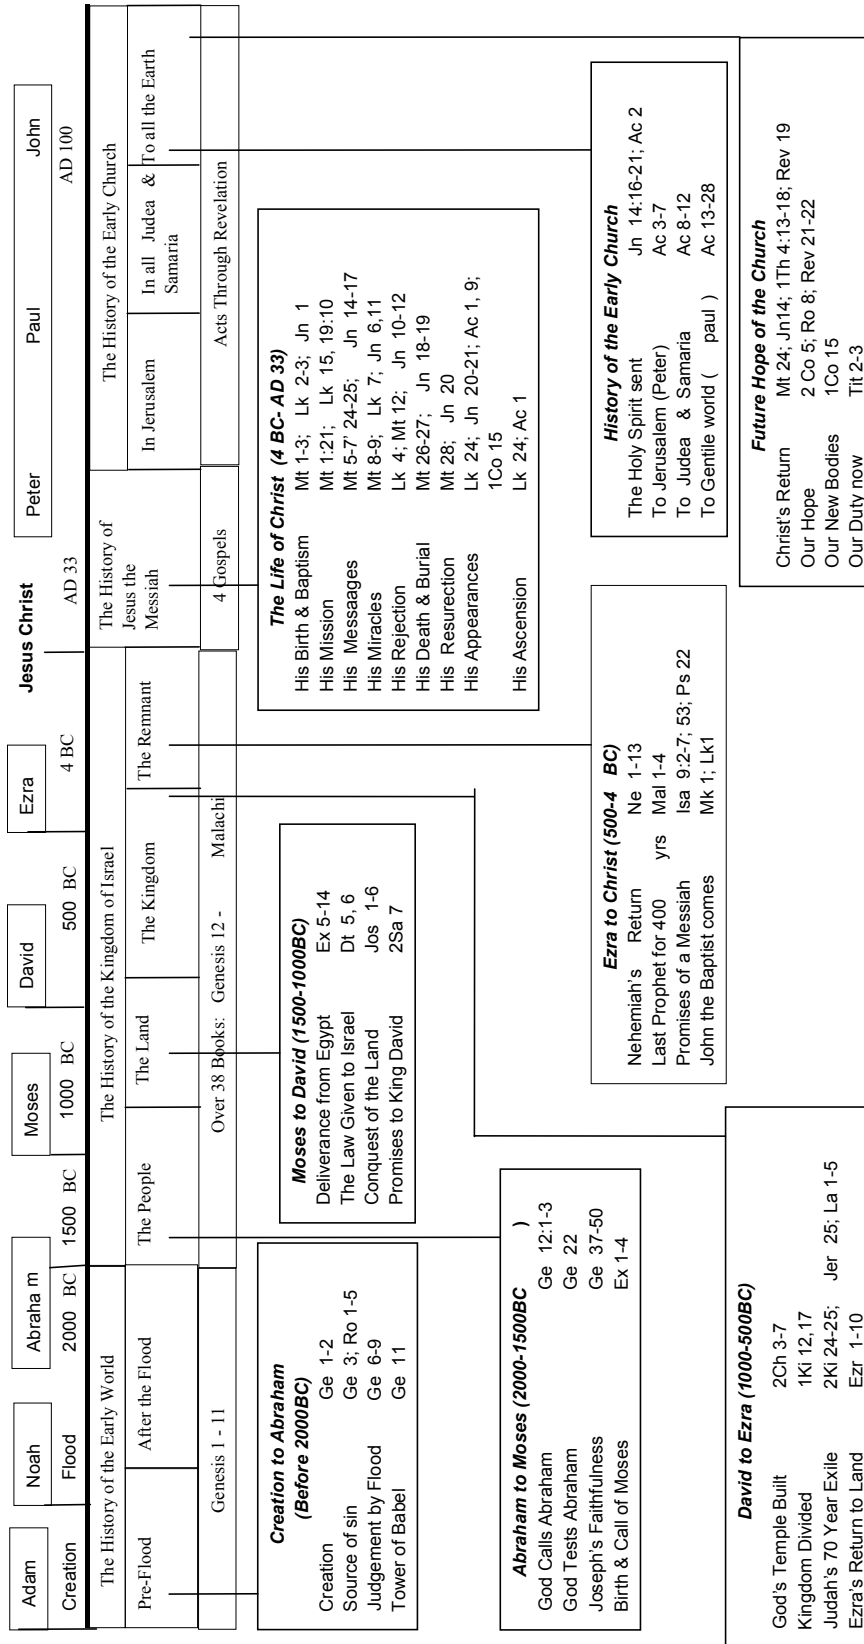 Adam Noah Abraha m Moses David Ezra Jesus Christ Peter Paul John
Creation Flood 2000 BC 1500 BC 1000 BC 500 BC 4 BC AD 33 AD 100
The History of the Early World
The History of the Kingdom of Israel
The History of
Jesus the
Messiah
The History of the Early Church
Pre-Flood
After the Flood
The People
The Land
The Kingdom
The Remnant
In Jerusalem
In all Judea &
Samaria
To all the Earth
Genesis 1 - 11
Over 38 Books: Genesis 12 - Malachi
4 Gospels
Acts Through Revelation
Creation to Abraham
(Before 2000BC)
Creation Ge 1-2
Source of sin Ge 3; Ro 1-5
Judgement by Flood Ge 6-9
Tower of Babel Ge 11
Moses to David (1500-1000BC)
Deliverance from Egypt Ex 5-14
The Law Given to Israel Dt 5, 6
Conquest of the Land Jos 1-6
Promises to King David 2Sa 7
The Life of Christ (4 BC- AD 33)
His Birth & Baptism Mt 1-3; Lk 2-3; Jn 1
His Mission Mt 1:21; Lk 15, 19:10
His Messaages Mt 5-7' 24-25; Jn 14-17
His Miracles Mt 8-9; Lk 7; Jn 6,11
His Rejection Lk 4; Mt 12; Jn 10-12
His Death & Burial Mt 26-27; Jn 18-19
His Resurection Mt 28; Jn 20
His Appearances Lk 24; Jn 20-21; Ac 1, 9;
1Co 15
His Ascension Lk 24; Ac 1
Abraham to Moses (2000-1500BC )
God Calls Abraham Ge 12:1-3
God Tests Abraham Ge 22
Joseph's Faithfulness Ge 37-50
Birth & Call of Moses Ex 1-4
Ezra to Christ (500-4 BC)
Nehemiah's Return Ne 1-13
Last Prophet for 400 yrs Mal 1-4
Promises of a Messiah Isa 9:2-7; 53; Ps 22
John the Baptist comes Mk 1; Lk1
History of the Early Church
The Holy Spirit sent Jn 14:16-21; Ac 2
To Jerusalem (Peter) Ac 3-7
To Judea & Samaria Ac 8-12
To Gentile world ( paul ) Ac 13-28
David to Ezra (1000-500BC)
God's Temple Built 2Ch 3-7
Kingdom Divided 1Ki 12,17
Judah's 70 Year Exile 2Ki 24-25; Jer 25; La 1-5
Ezra's Return to Land Ezr 1-10
Future Hope of the Church
Christ's Return Mt 24; Jn14; 1Th 4:13-18; Rev 19
Our Hope 2 Co 5; Ro 8; Rev 21-22
Our New Bodies 1Co 15
Our Duty now Tit 2-3